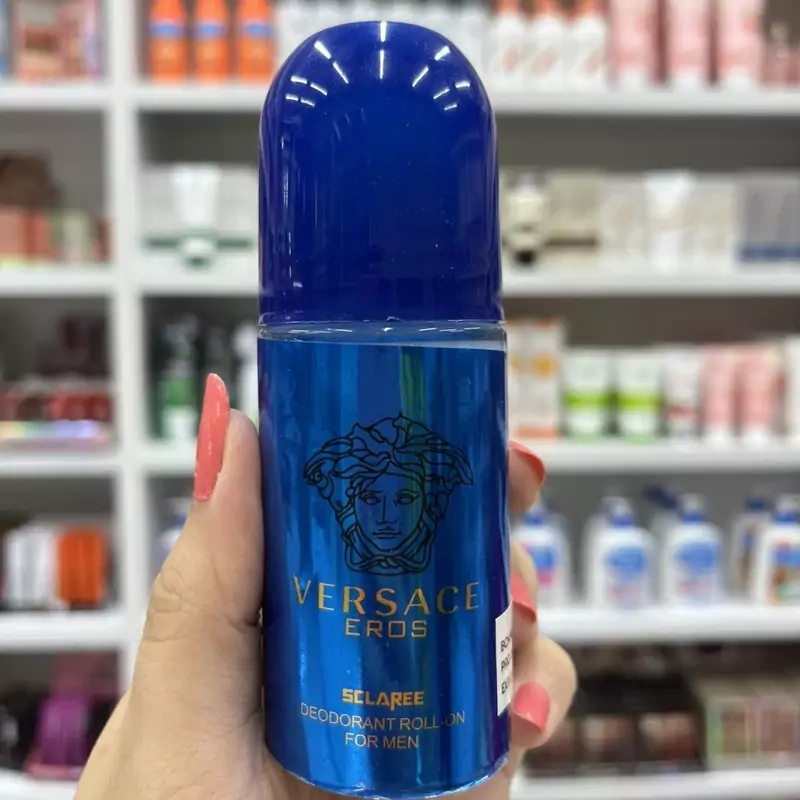 VERSACE
EROS
SCLAREE
DEODORANT ROLL-ON
FOR MEN